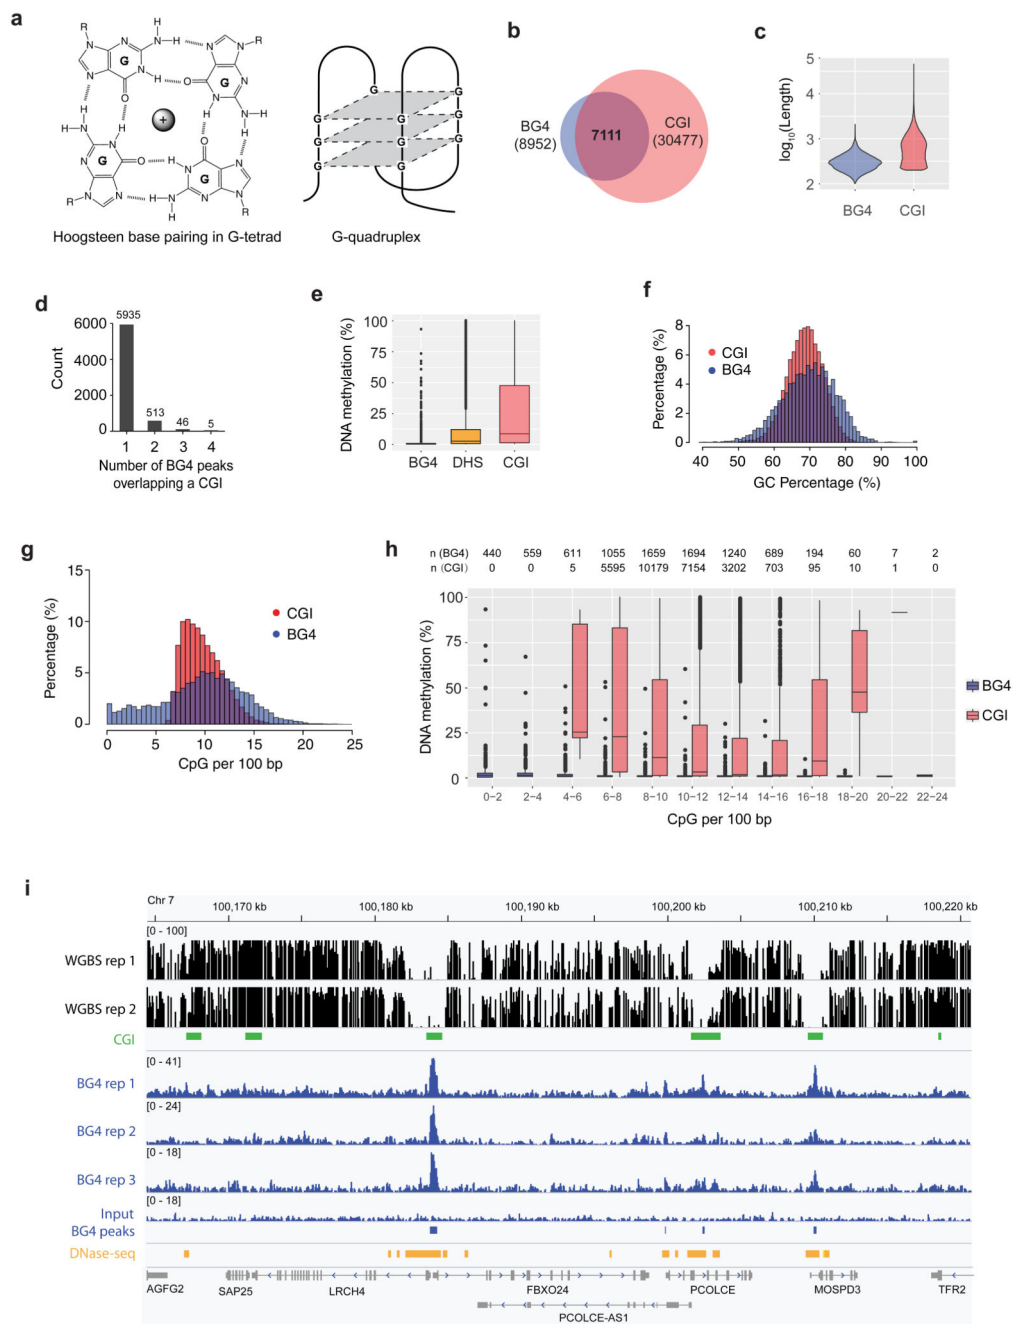 a
R
N
N
H
N
H
N
R
G
N
N
H
O
G
N
O
N
H
N
H
H
H
H
+
H
N
H
N
O
H
O
N
H
N
G
N
N
G
N
R
N
N
H
N
H
N
R
Hoogsteen base pairing in G-tetrad
G
G
G
G
G
G
G
G
G
G
G
G
G-quadruplex
b
BG4
(8952)
7111
CGI
(30477)
c
log10(Length)
5
4
3
2
BG4 CGI
d
Count
6000
4000
2000
0
5935
513
46
5
1 2 3 4
Number of BG4 peaks
overlapping a CGI
e
DNA methylation (%)
100
75
50
25
0
BG4 DHS CGI
f
Percentage (%)
8
6
4
2
0
CGI
BG4
40 50 60 70 80 90 100
GC Percentage (%)
g
Percentage (%)
15
10
5
0
CGI
BG4
0 5 10 15 20 25
CpG per 100 bp
h
n (BG4) 440 559 611 1055 1659 1694 1240 689 194 60 7 2
n (CGI) 0 0 5 5595 10179 7154 3202 703 95 10 1 0
DNA methylation (%)
100
75
50
25
0
BG4
CGI
0-2 2-4 4-6 6-8 8-10 10-12 12-14 14-16 16-18 18-20 20-22 22-24
CpG per 100 bp
i
Chr 7
100,170 kb 100,180 kb 100,190 kb 100,200 kb 100,210 kb 100,220 kb
[0 - 100]
WGBS rep 1
WGBS rep 2
CGI
[0 - 41]
BG4 rep 1
[0 - 24]
BG4 rep 2
[0 - 18]
BG4 rep 3
[0 - 18]
Input
BG4 peaks
DNase-seq
AGFG2 SAP25 LRCH4 FBXO24 PCOLCE MOSPD3 TFR2
PCOLCE-AS1